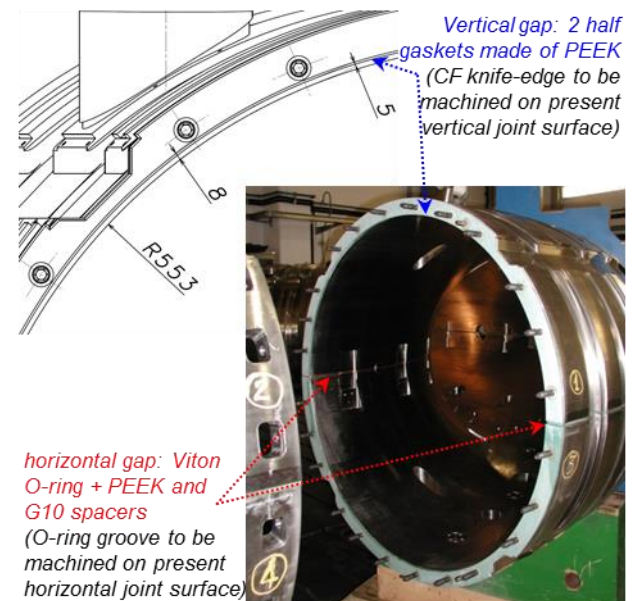 Vertical gap: 2 half
gaskets made of PEEK
(CF knife-edge to be
machined on present
vertical joint surface)
5
8
R553
1
2
3
4
horizontal gap: Viton
O-ring + PEEK and
G10 spacers
(O-ring groove to be
machined on present
horizontal joint surface)